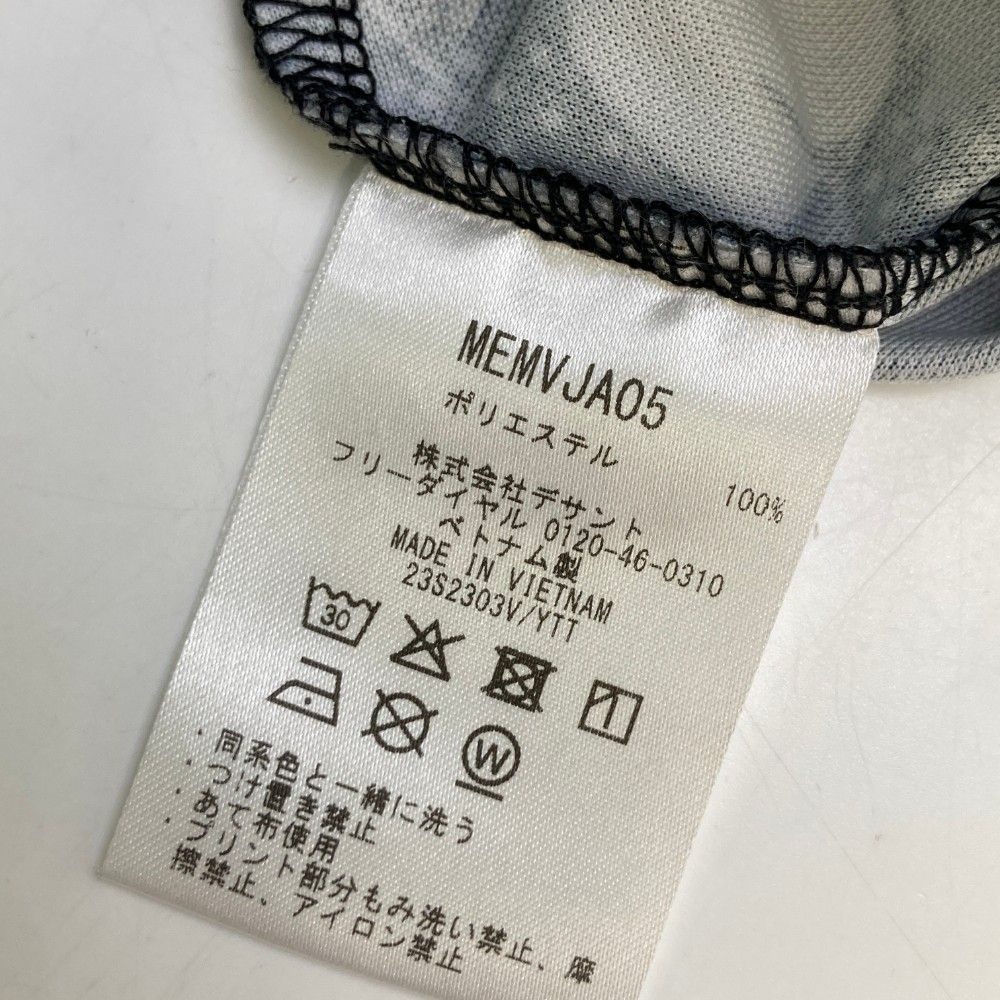 MEMVJA05
ポリエステル 100%
株式会社デサント
フリーダイヤル 0120-46-0310
ベトナム製
MADE IN VIETNAM
23S2303V/YTT
30
W
・同系色と一緒に洗う
・つけ置き禁止
・あて布使用
・プリント部分もみ洗い禁止、摩
擦禁止、アイロン禁止